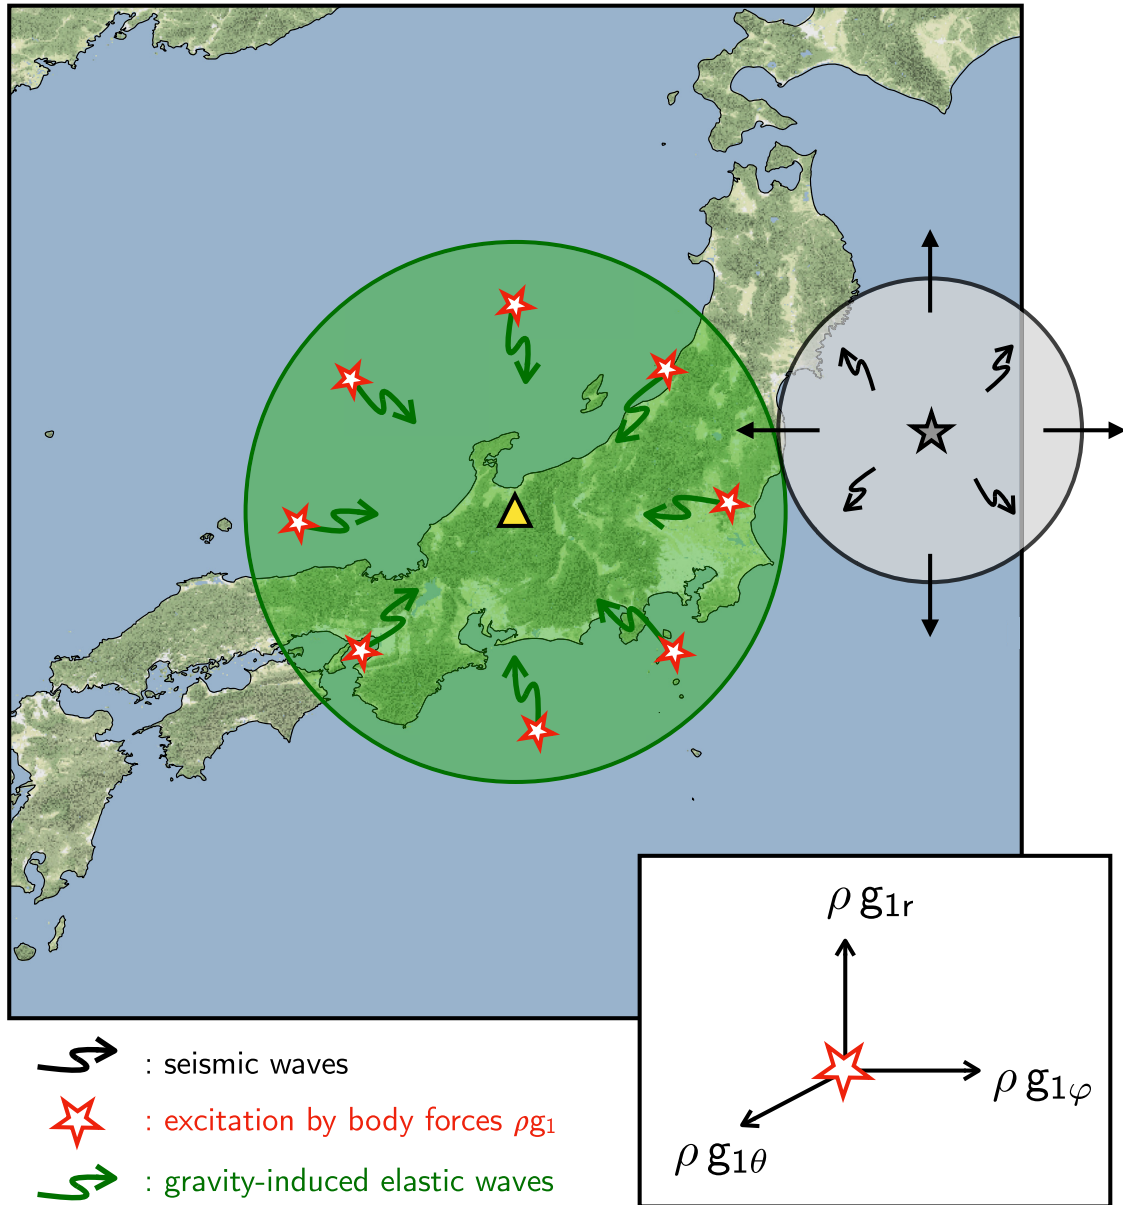 ρ g₁r
ρ g₁φ
ρ g₁θ
: seismic waves
: excitation by body forces ρg₁
: gravity-induced elastic waves